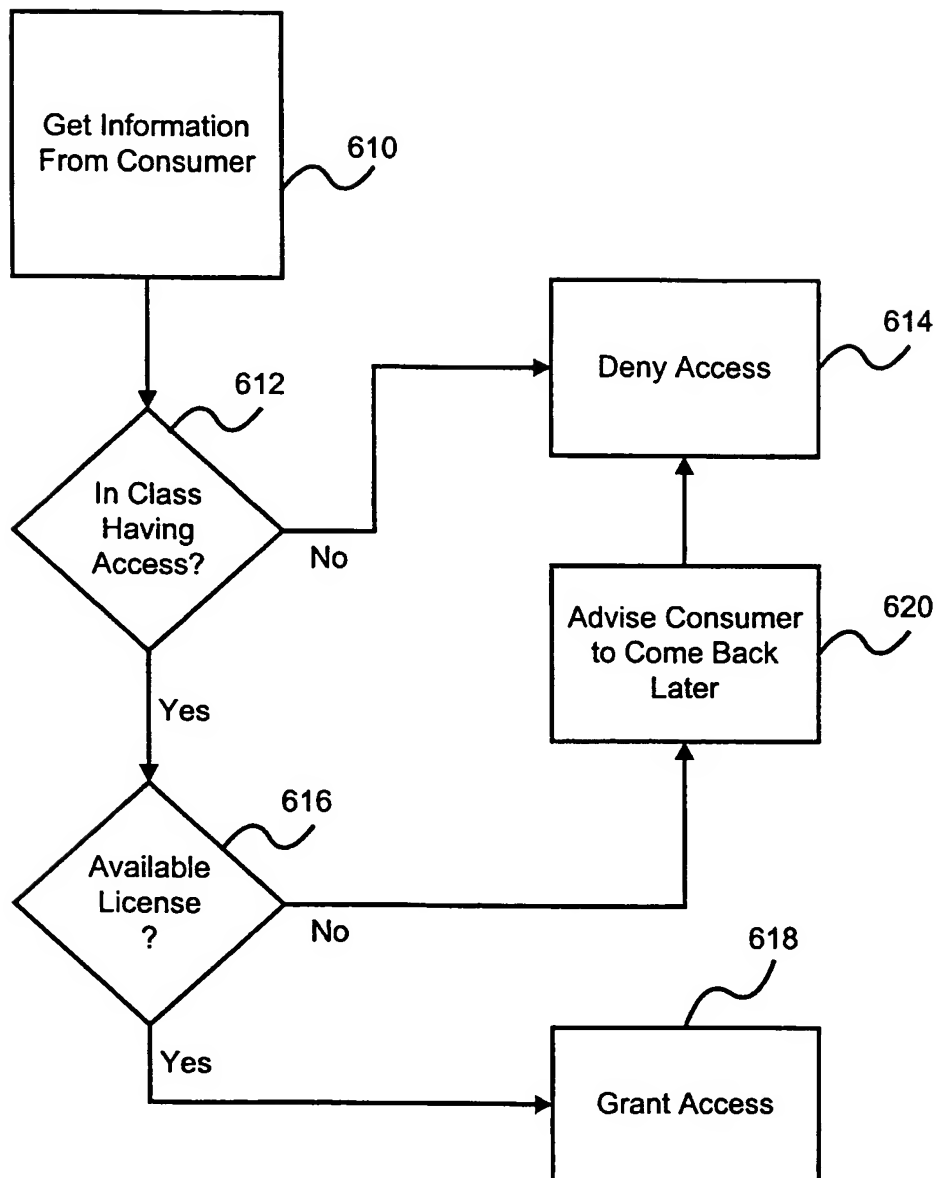 Get Information
From Consumer
610
614
Deny Access
612
In Class
Having
Access?
No
620
Advise Consumer
to Come Back
Later
Yes
616
Available
License
?
No
618
Yes
Grant Access